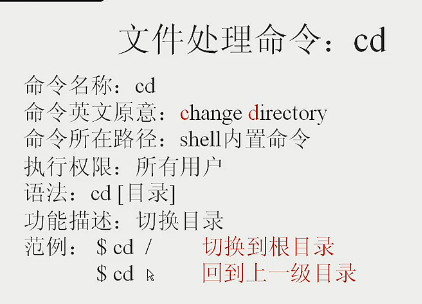 文件处理命令：cd
命令名称：cd
命令英文原意：change directory
命令所在路径：shell内置命令
执行权限：所有用户
语法：cd [目录]
功能描述：切换目录
范例： $ cd / 切换到根目录
$ cd 回到上一级目录